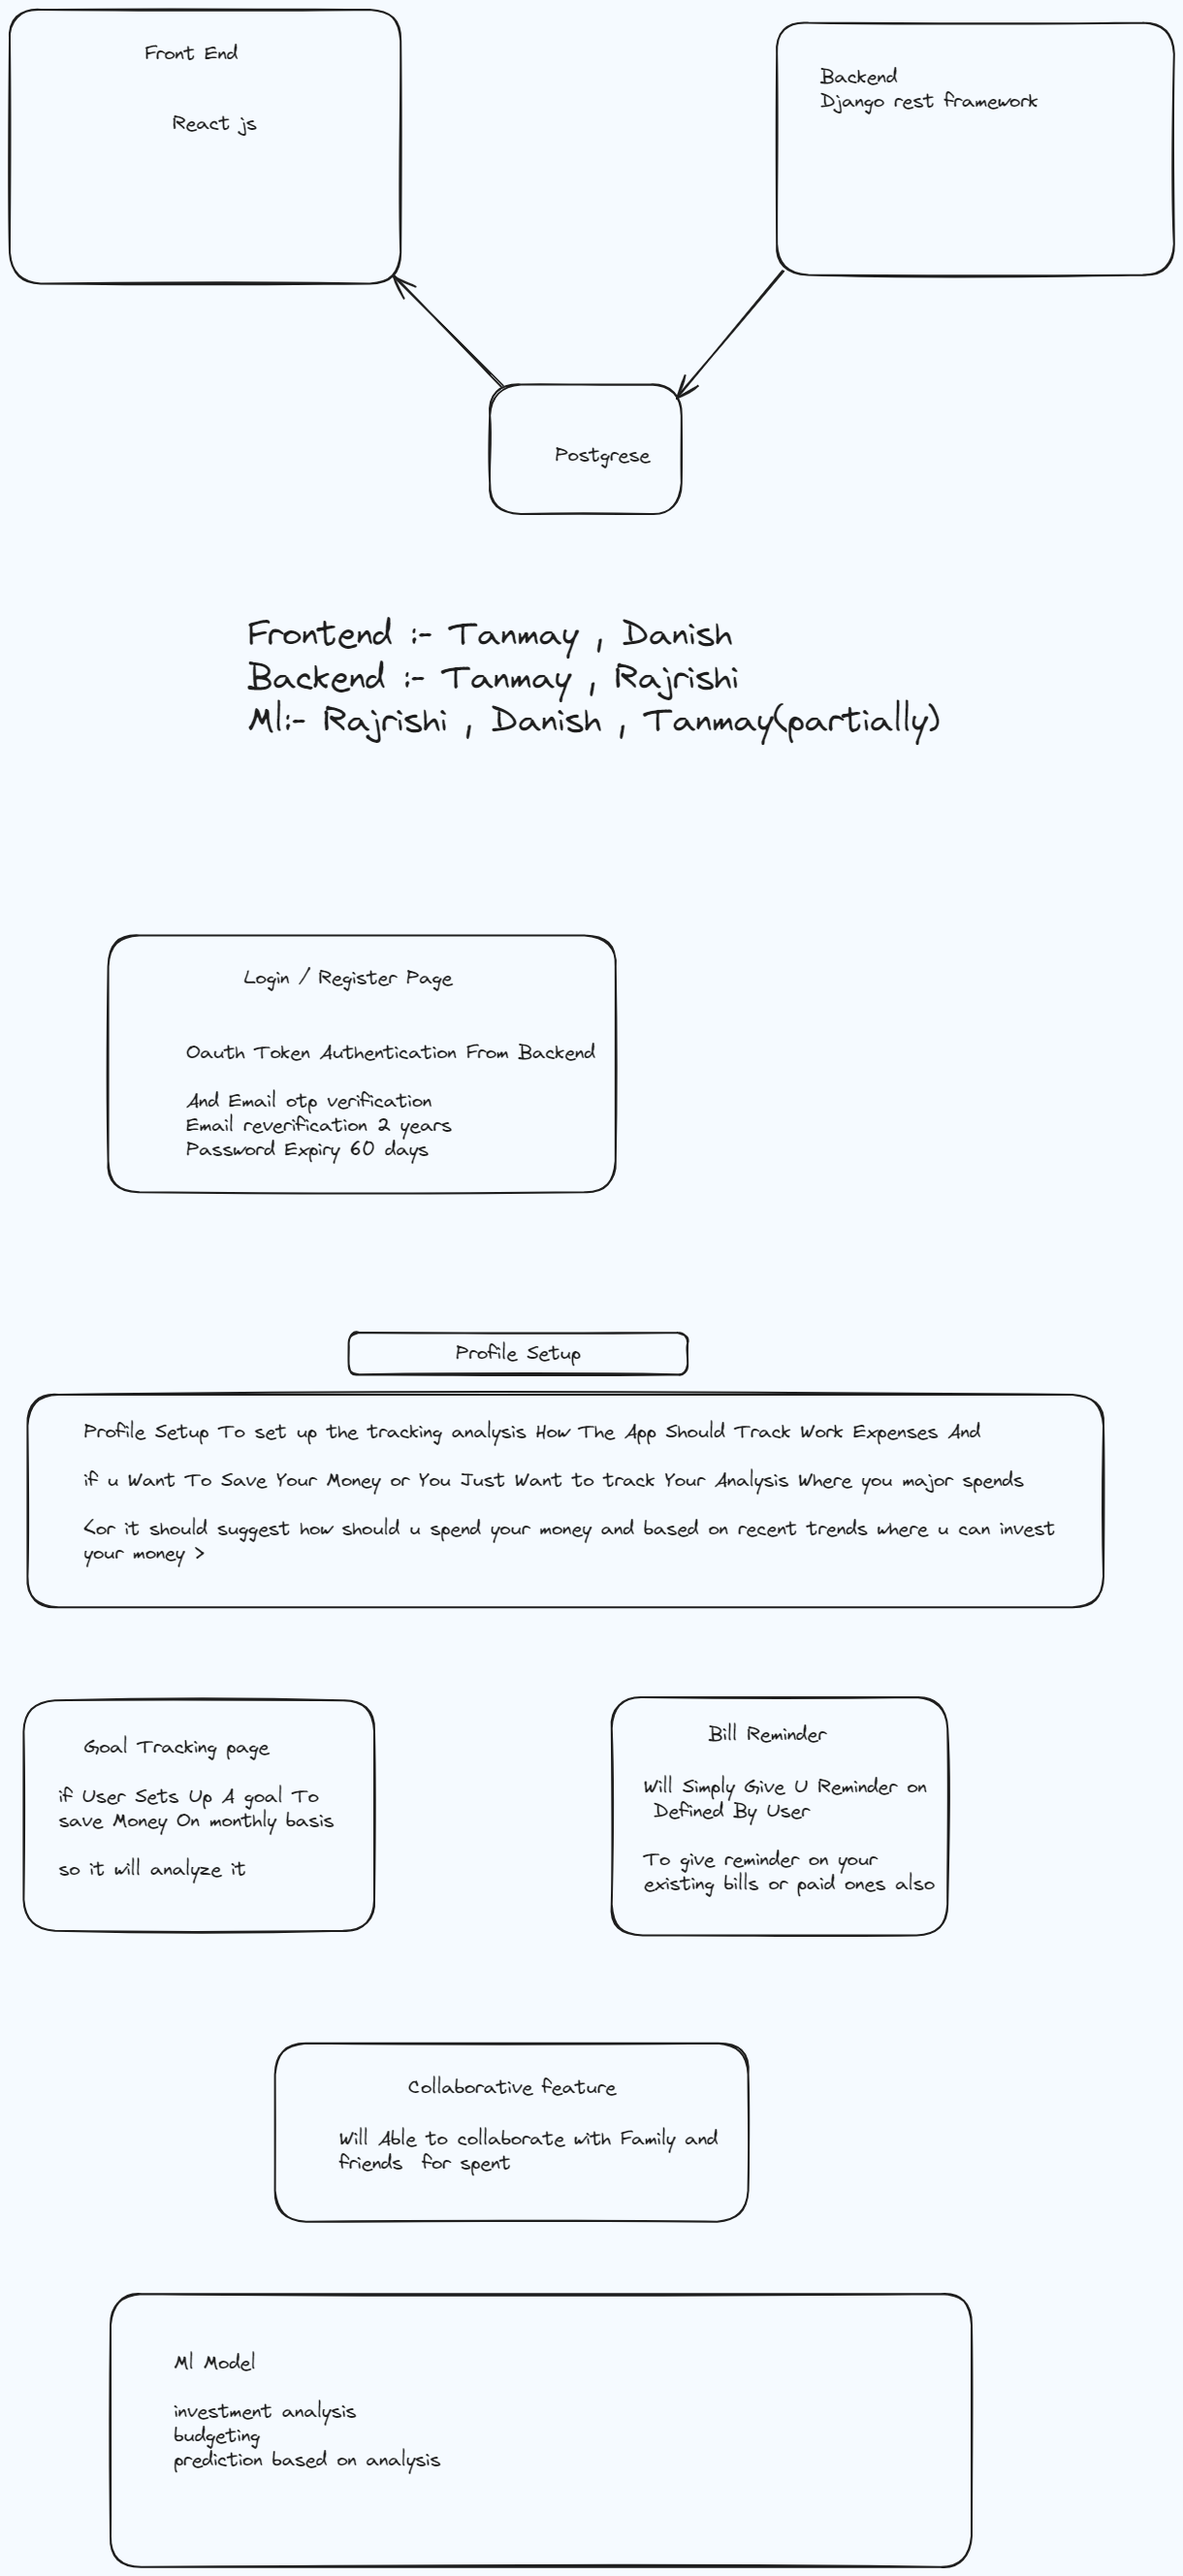 Front End
React js
Backend
Django rest framework
Postgrese
Frontend :- Tanmay , Danish
Backend :- Tanmay , Rajrishi
Ml:- Rajrishi , Danish , Tanmay(partially)
Login / Register Page
Oauth Token Authentication From Backend
And Email otp verification
Email reverification 2 years
Password Expiry 60 days
Profile Setup
Profile Setup To set up the tracking analysis How The App Should Track Work Expenses And
if u Want To Save Your Money or You Just Want to track Your Analysis Where you major spends
<or it should suggest how should u spend your money and based on recent trends where u can invest
your money >
Goal Tracking page
if User Sets Up A goal To
save Money On monthly basis
so it will analyze it
Bill Reminder
Will Simply Give U Reminder on
Defined By User
To give reminder on your
existing bills or paid ones also
Collaborative feature
Will Able to collaborate with Family and
friends  for spent
Ml Model
investment analysis
budgeting
prediction based on analysis